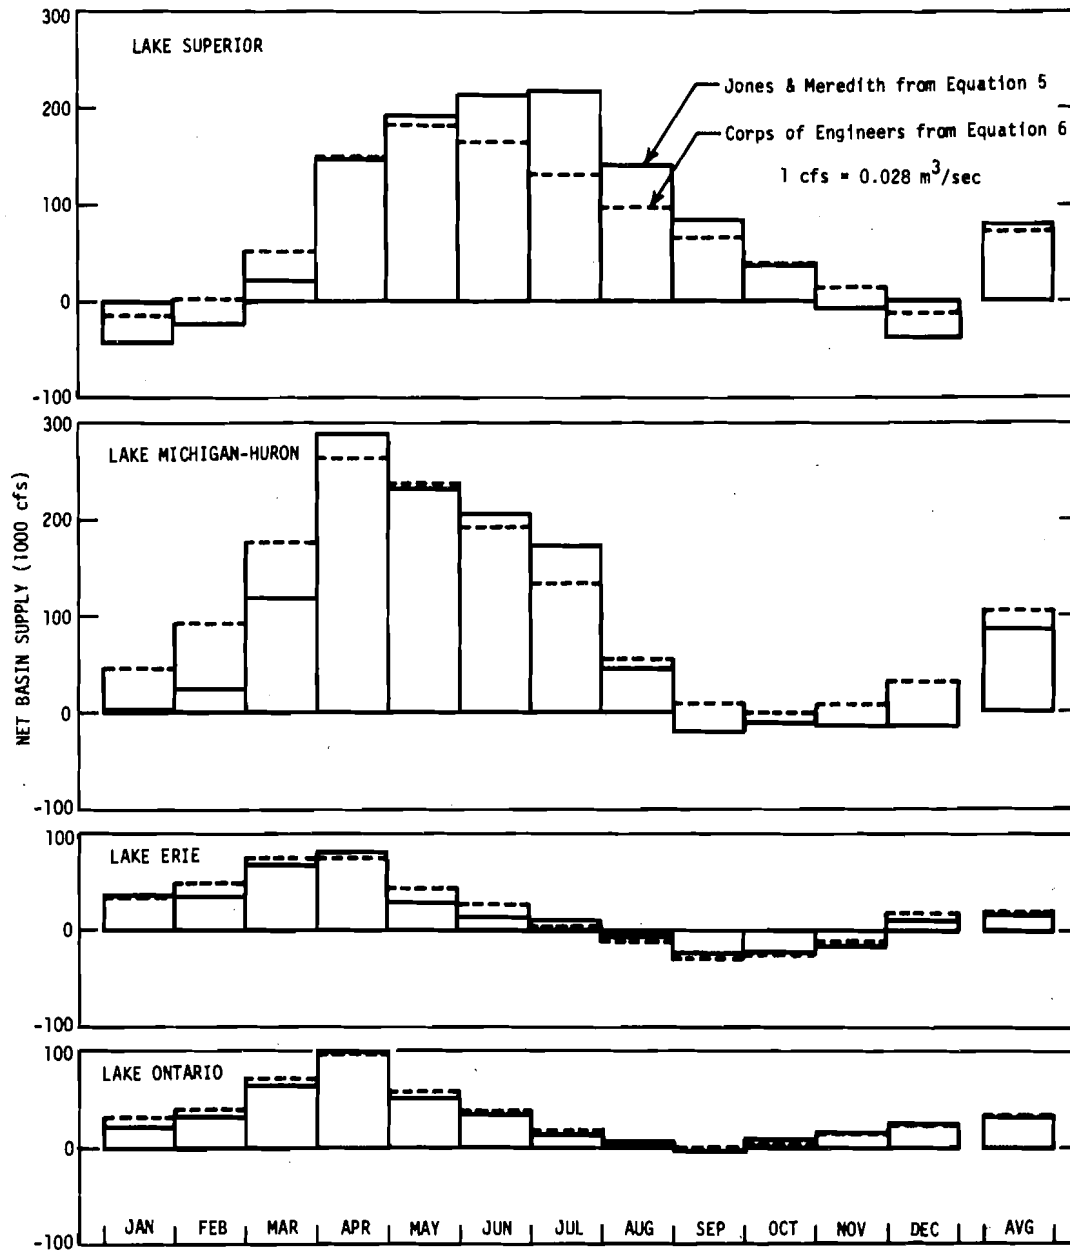 300
LAKE SUPERIOR
Jones & Meredith from Equation 5
200
Corps of Engineers from Equation 6
1 cfs = 0.028 m³/sec
100
0
-100
300
LAKE MICHIGAN-HURON
200
100
0
-100
NET BASIN SUPPLY (1000 cfs)
100
LAKE ERIE
0
-100
100
LAKE ONTARIO
0
-100
JAN FEB MAR APR MAY JUN JUL AUG SEP OCT NOV DEC AVG